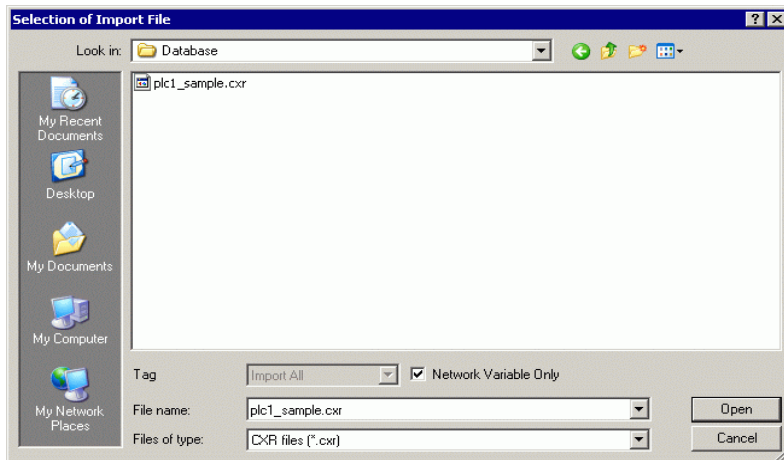 Selection of Import File
Look in: Database
plc1_sample.cxr
My Recent
Documents
Desktop
My Documents
My Computer
My Network
Places
Tag Import All Network Variable Only
File name: plc1_sample.cxr Open
Files of type: CXR files (*.cxr) Cancel